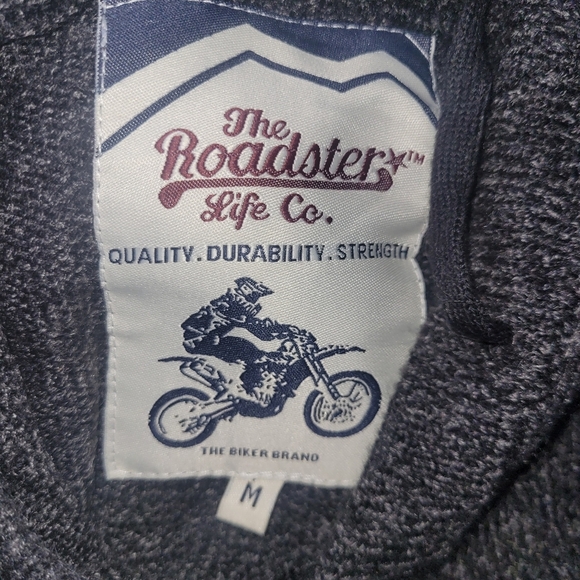 The
Roadster™
Life Co.
QUALITY. DURABILITY. STRENGTH
THE BIKER BRAND
M